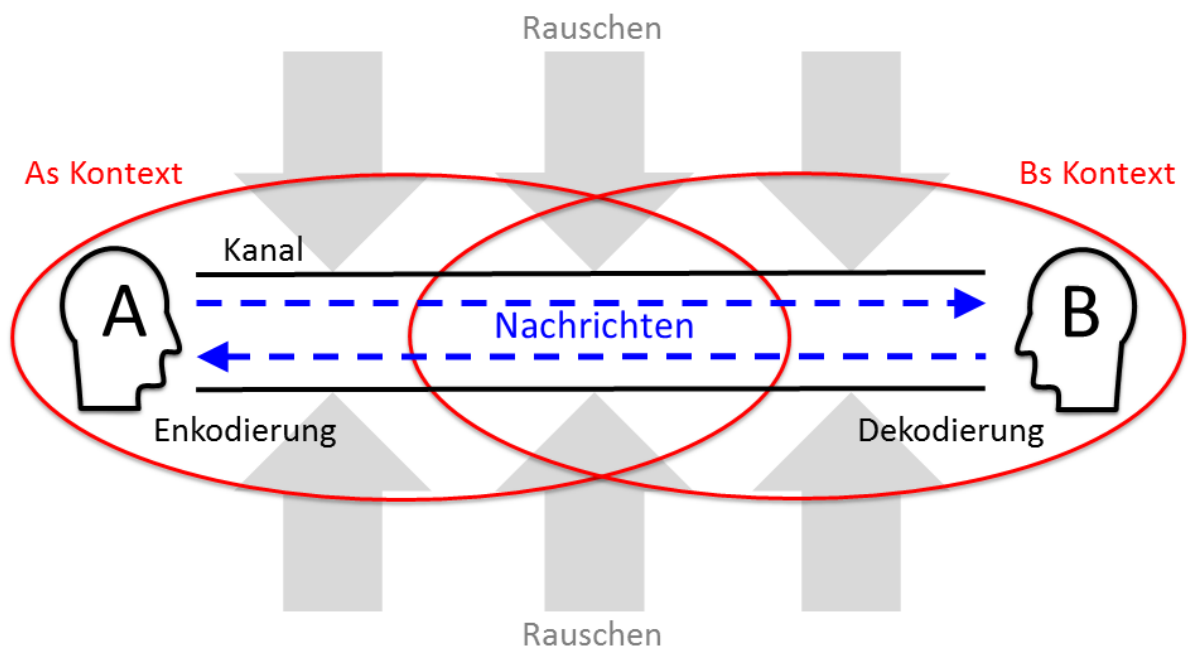 Rauschen
As Kontext
Bs Kontext
Kanal
A
Nachrichten
B
Enkodierung
Dekodierung
Rauschen